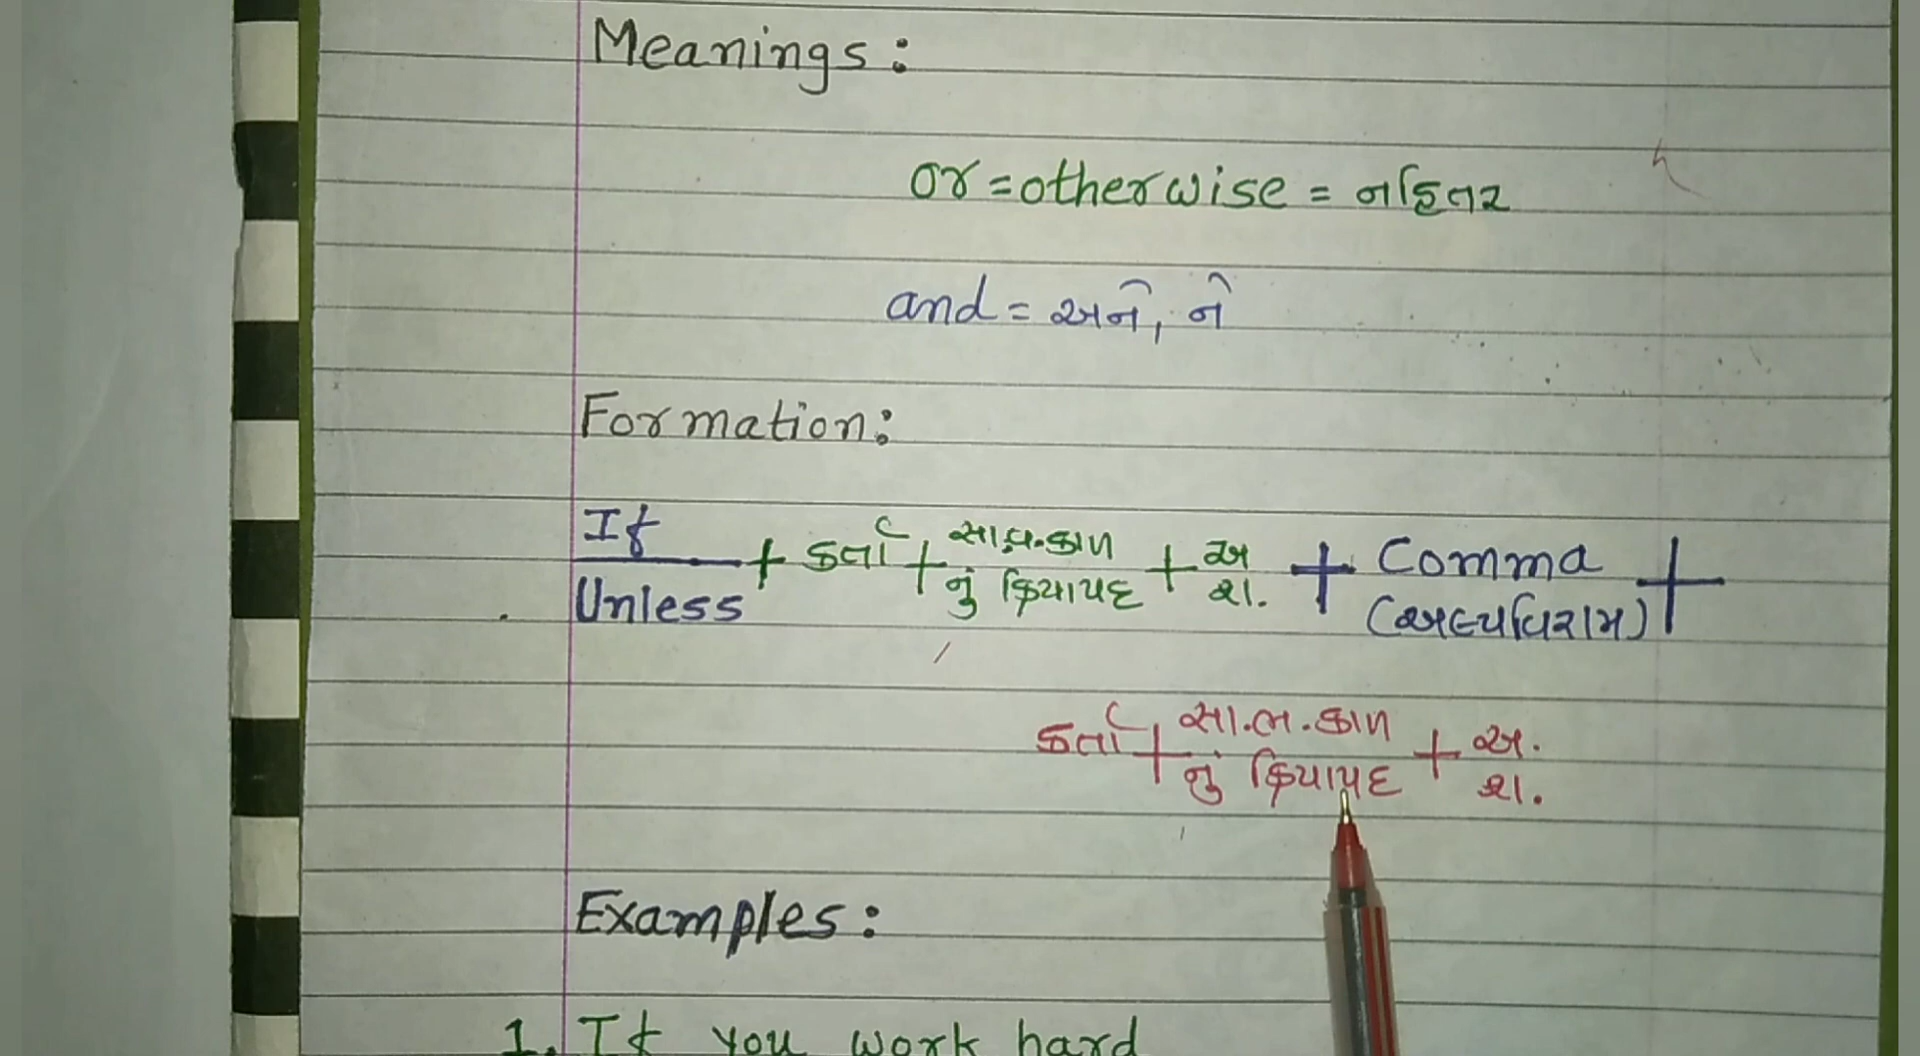 Meanings:
or = otherwise = નહિતર
and = અને, ને
Formation:
If + કર્તા + સા.વ.કાળ + અ + Comma +
Unless નું ક્રિયાપદ શ. (અલ્પવિરામ)
કર્તા + સા.ભ.કાળ + અ.
નું ક્રિયાપદ શ.
Examples:
1. If you work hard